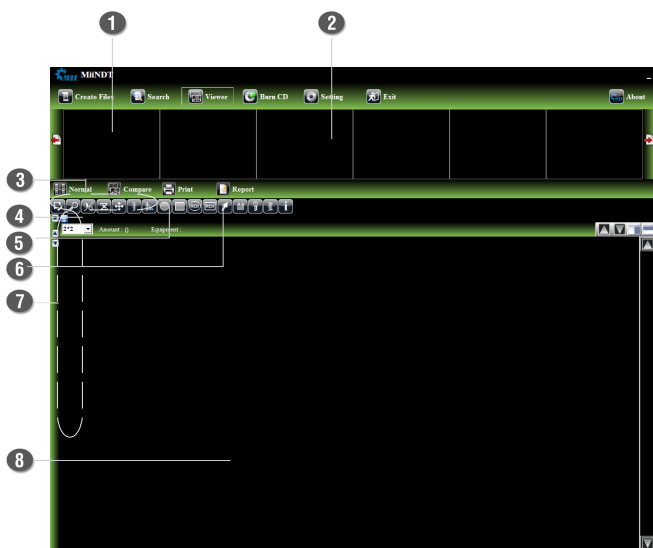 1 2
MiiNDT
Create Files Search Viewer Burn CD Setting Exit About
3
Normal Compare Print Report
4
2*2 Amount : () Equipment :
5
6
7
8